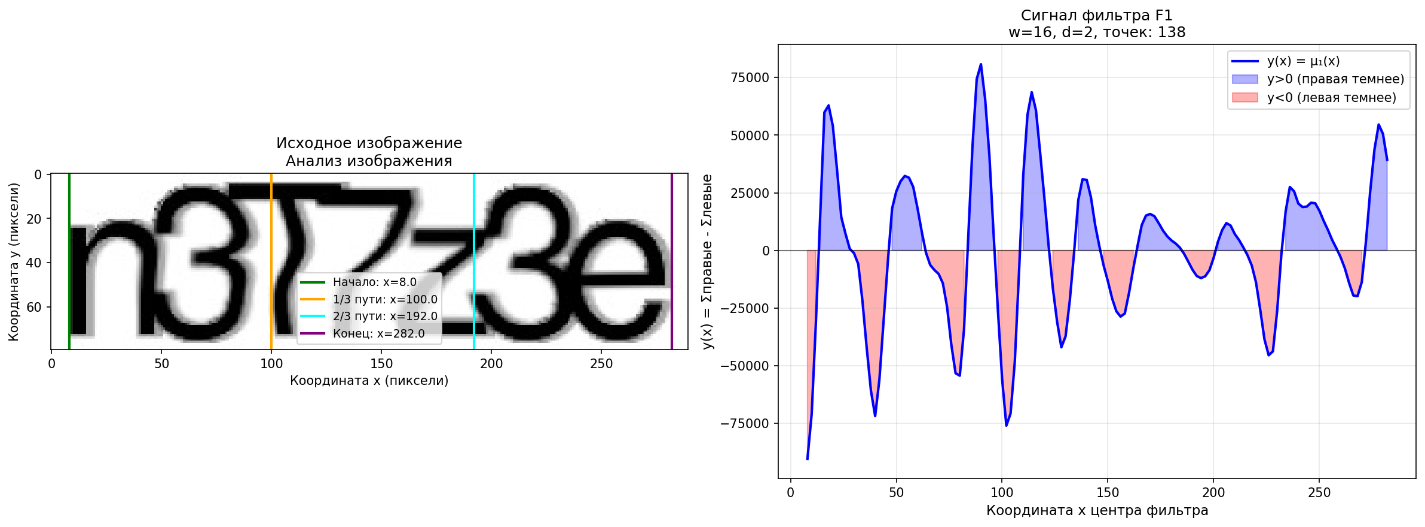 Исходное изображение
Анализ изображения
n3T7z3e
Начало: x=8.0
1/3 пути: x=100.0
2/3 пути: x=192.0
Конец: x=282.0
Координата y (пиксели)
0
20
40
60
0 50 100 150 200 250
Координата x (пиксели)
Сигнал фильтра F1
w=16, d=2, точек: 138
y(x) = μ₁(x)
y>0 (правая темнее)
y<0 (левая темнее)
y(x) = Σправые - Σлевые
75000
50000
25000
0
−25000
−50000
−75000
0 50 100 150 200 250
Координата x центра фильтра